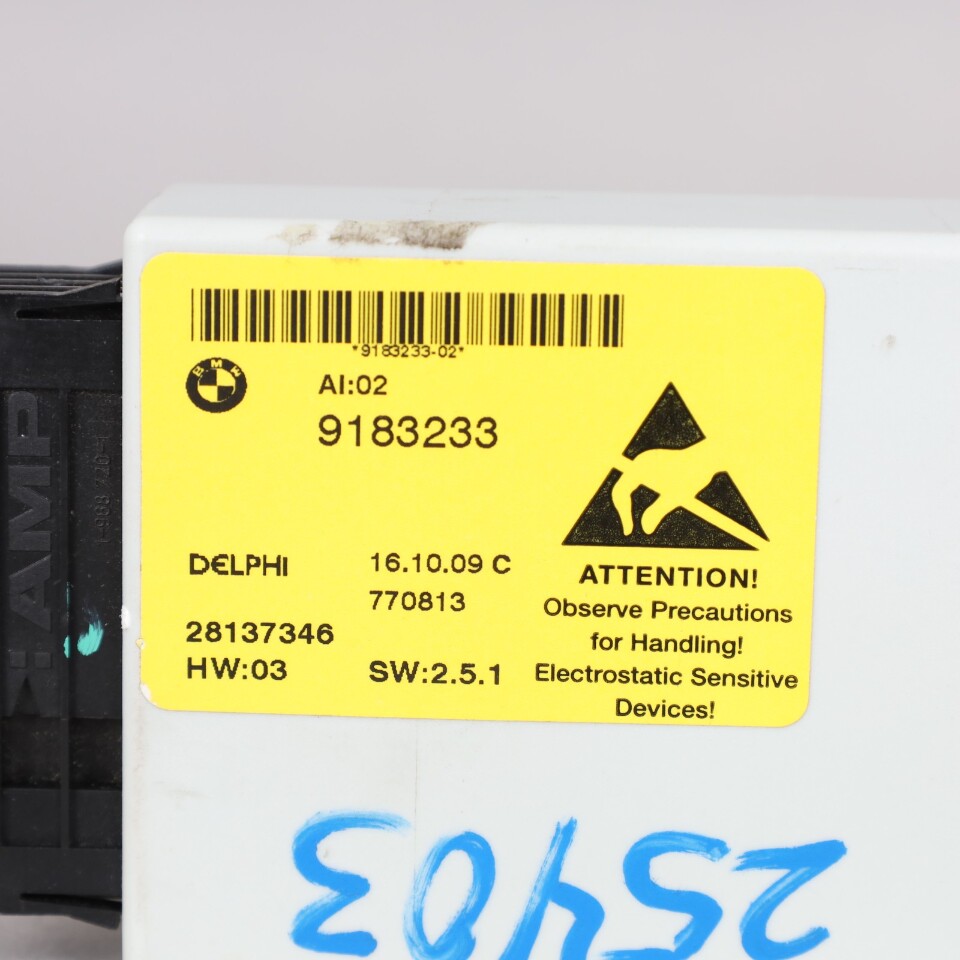 *9183233-02*
BMW
AI:02
9183233
DELPHI
16.10.09 C
770813
28137346
HW:03
SW:2.5.1
ATTENTION!
Observe Precautions
for Handling!
Electrostatic Sensitive
Devices!
AMP
25403